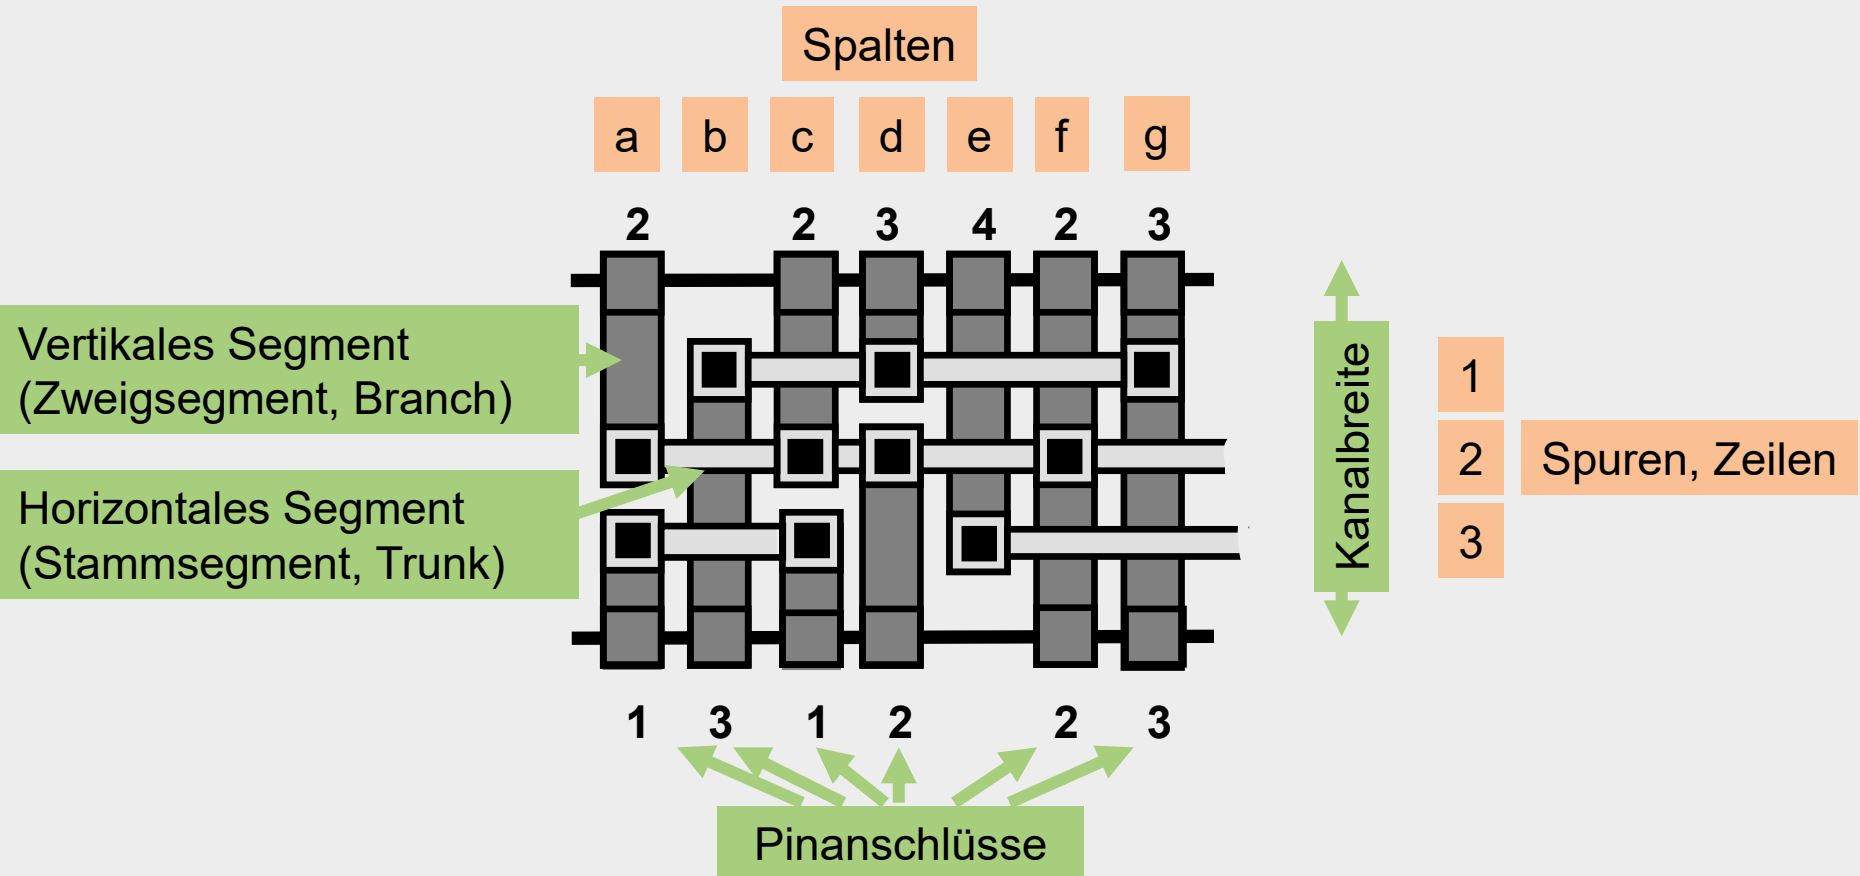 Spalten
a b c d e f g
2 2 3 4 2 3
Vertikales Segment
(Zweigsegment, Branch)
Horizontales Segment
(Stammsegment, Trunk)
Kanalbreite
1
2 Spuren, Zeilen
3
1 3 1 2 2 3
Pinanschlüsse